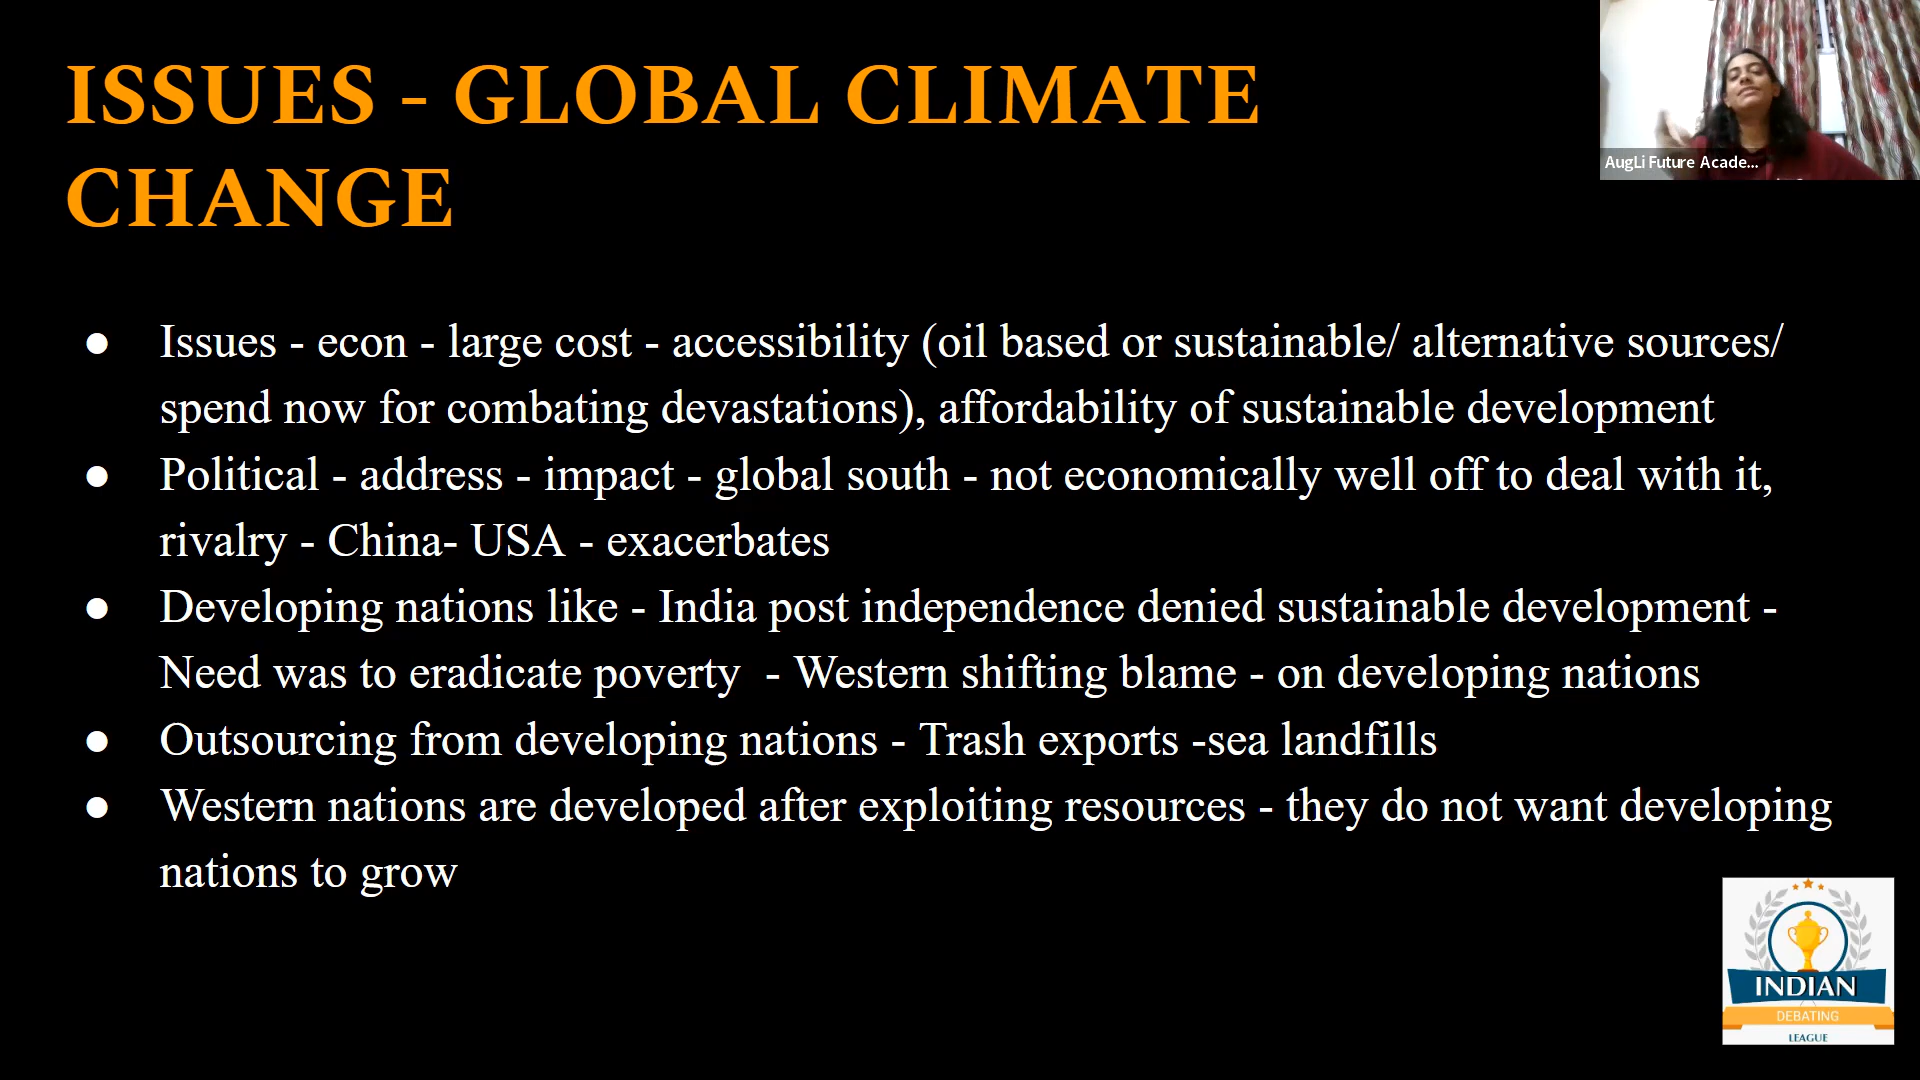 ISSUES - GLOBAL CLIMATE
CHANGE
AugLi Future Acade...
● Issues - econ - large cost - accessibility (oil based or sustainable/ alternative sources/
spend now for combating devastations), affordability of sustainable development
● Political - address - impact - global south - not economically well off to deal with it,
rivalry - China- USA - exacerbates
● Developing nations like - India post independence denied sustainable development -
Need was to eradicate poverty  - Western shifting blame - on developing nations
● Outsourcing from developing nations - Trash exports -sea landfills
● Western nations are developed after exploiting resources - they do not want developing
nations to grow
INDIAN
DEBATING
LEAGUE